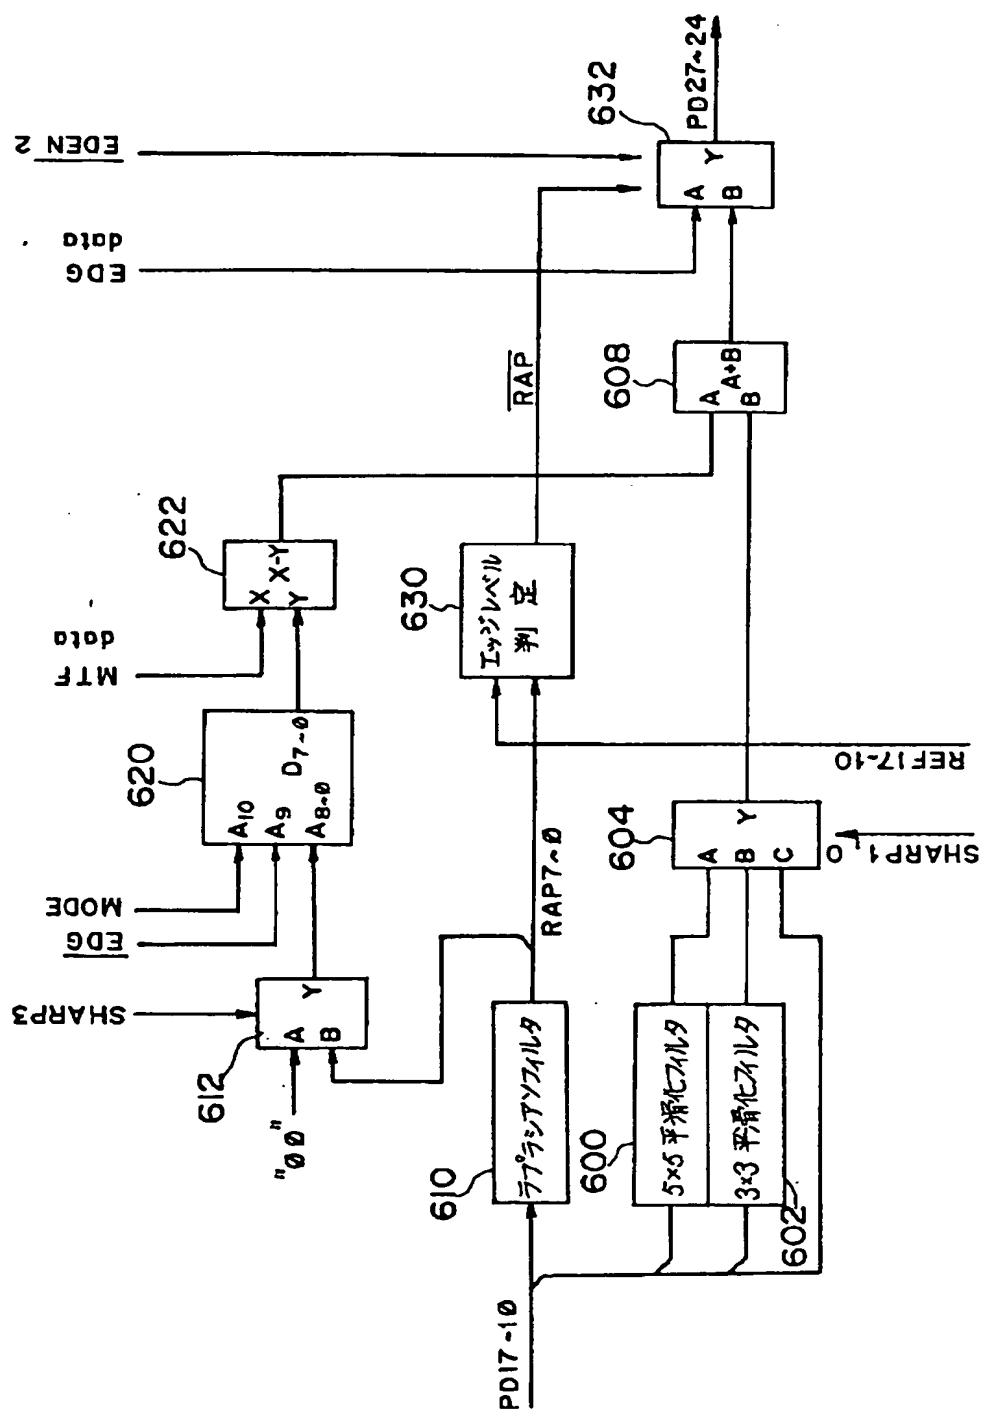 PD17~10
610
ラプラシアンフィルタ
600
5×5 平滑化フィルタ
3×3 平滑化フィルタ
602
"00"
612
A
B
Y
SHARP3
EDG
MODE
620
A10
A9
A8~0
D7~0
MTF
data
622
X
Y
X-Y
RAP7~0
604
A
B
C
Y
SHARP1,0
REF17~10
630
エッジレベル
判定
RAP
608
A
B
A+B
EDG
data
EDEN 2
632
A
B
Y
PD27~24